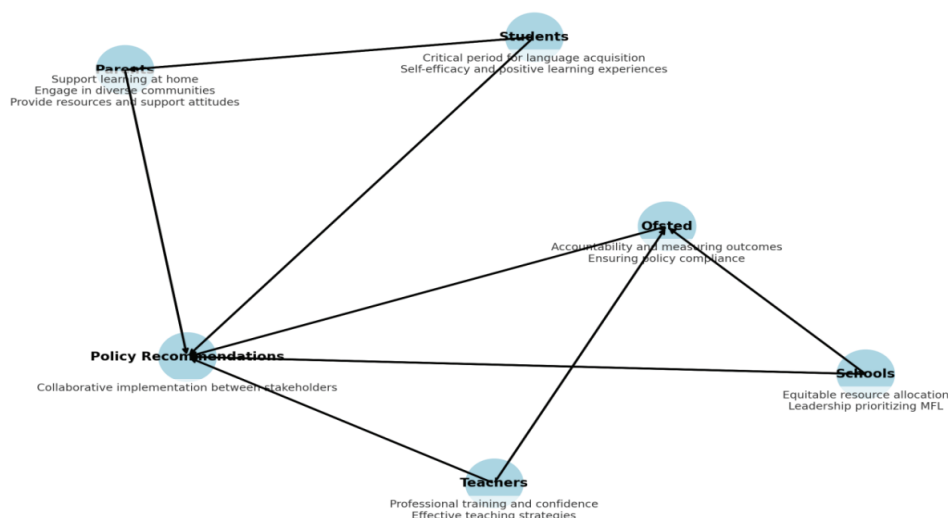 Students
Critical period for language acquisition
Self-efficacy and positive learning experiences
Parents
Support learning at home
Engage in diverse communities
Provide resources and support attitudes
Ofsted
Accountability and measuring outcomes
Ensuring policy compliance
Policy Recommendations
Collaborative implementation between stakeholders
Schools
Equitable resource allocation
Leadership prioritizing MFL
Teachers
Professional training and confidence
Effective teaching strategies